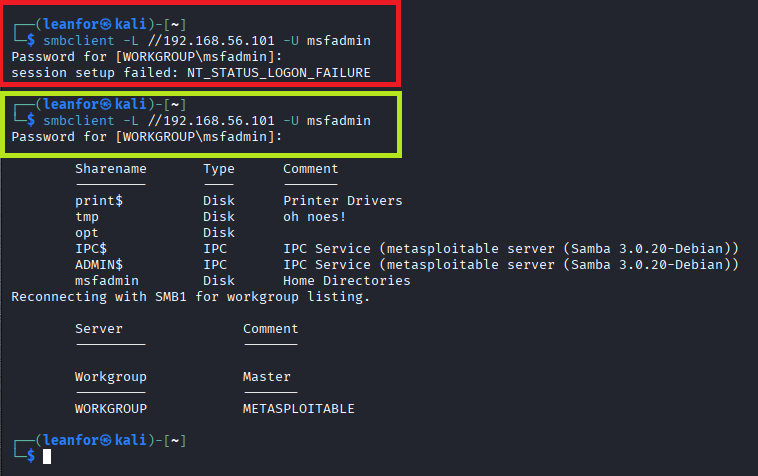 ┌──(leanfor㉿kali)-[~]
└─$ smbclient -L //192.168.56.101 -U msfadmin
Password for [WORKGROUP\msfadmin]:
session setup failed: NT_STATUS_LOGON_FAILURE
┌──(leanfor㉿kali)-[~]
└─$ smbclient -L //192.168.56.101 -U msfadmin
Password for [WORKGROUP\msfadmin]:
Sharename Type Comment
--------- ---- -------
print$ Disk Printer Drivers
tmp Disk oh noes!
opt Disk
IPC$ IPC IPC Service (metasploitable server (Samba 3.0.20-Debian))
ADMIN$ IPC IPC Service (metasploitable server (Samba 3.0.20-Debian))
msfadmin Disk Home Directories
Reconnecting with SMB1 for workgroup listing.
Server Comment
--------- -------
Workgroup Master
--------- -------
WORKGROUP METASPLOITABLE
┌──(leanfor㉿kali)-[~]
└─$